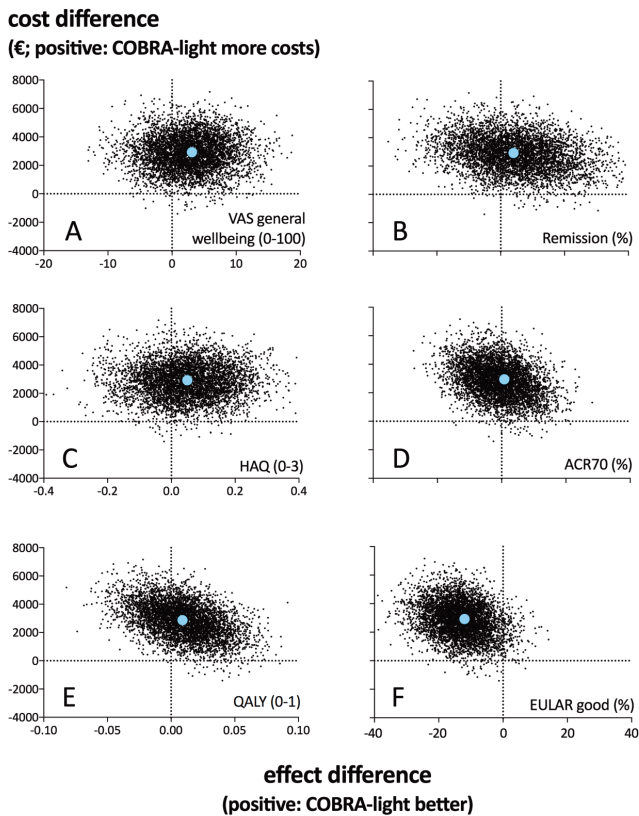 cost difference
(€; positive: COBRA-light more costs)
8000
6000
4000
2000
0
-2000
-4000
-20
-10
0
10
20
A
VAS general
wellbeing (0-100)
B
Remission (%)
8000
6000
4000
2000
0
-2000
-4000
-0.4
-0.2
0.0
0.2
0.4
C
HAQ (0-3)
D
ACR70 (%)
8000
6000
4000
2000
0
-2000
-4000
-0.10
-0.05
0.00
0.05
0.10
E
QALY (0-1)
F
EULAR good (%)
-40
-20
0
20
40
effect difference
(positive: COBRA-light better)